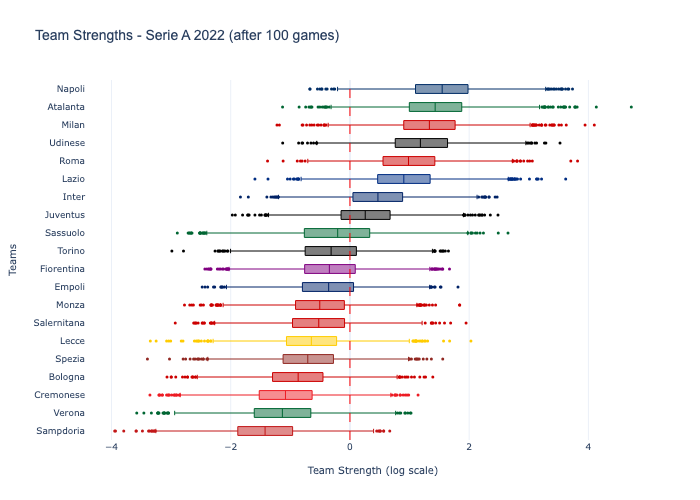 Team Strengths - Serie A 2022 (after 100 games)
Napoli
Atalanta
Milan
Udinese
Roma
Lazio
Inter
Juventus
Sassuolo
Torino
Fiorentina
Empoli
Monza
Salernitana
Lecce
Spezia
Bologna
Cremonese
Verona
Sampdoria
Teams
−4
−2
0
2
4
Team Strength (log scale)